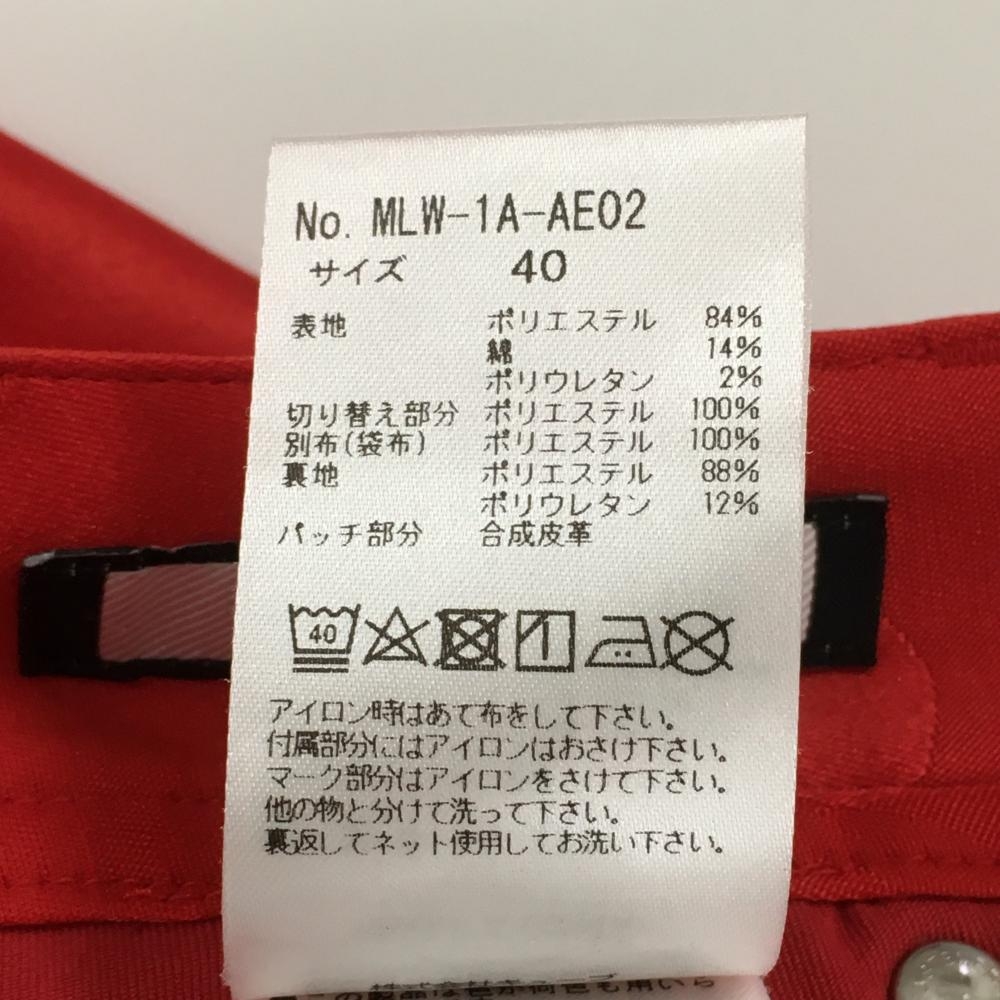 No. MLW-1A-AE02
サイズ 40
表地 ポリエステル 84%
綿 14%
ポリウレタン 2%
切り替え部分 ポリエステル 100%
別布(袋布) ポリエステル 100%
裏地 ポリエステル 88%
ポリウレタン 12%
パッチ部分 合成皮革
40
アイロン時はあて布をして下さい。
付属部分にはアイロンはおさけ下さい。
マーク部分はアイロンをさけて下さい。
他の物と分けて洗って下さい。
裏返してネット使用してお洗い下さい。